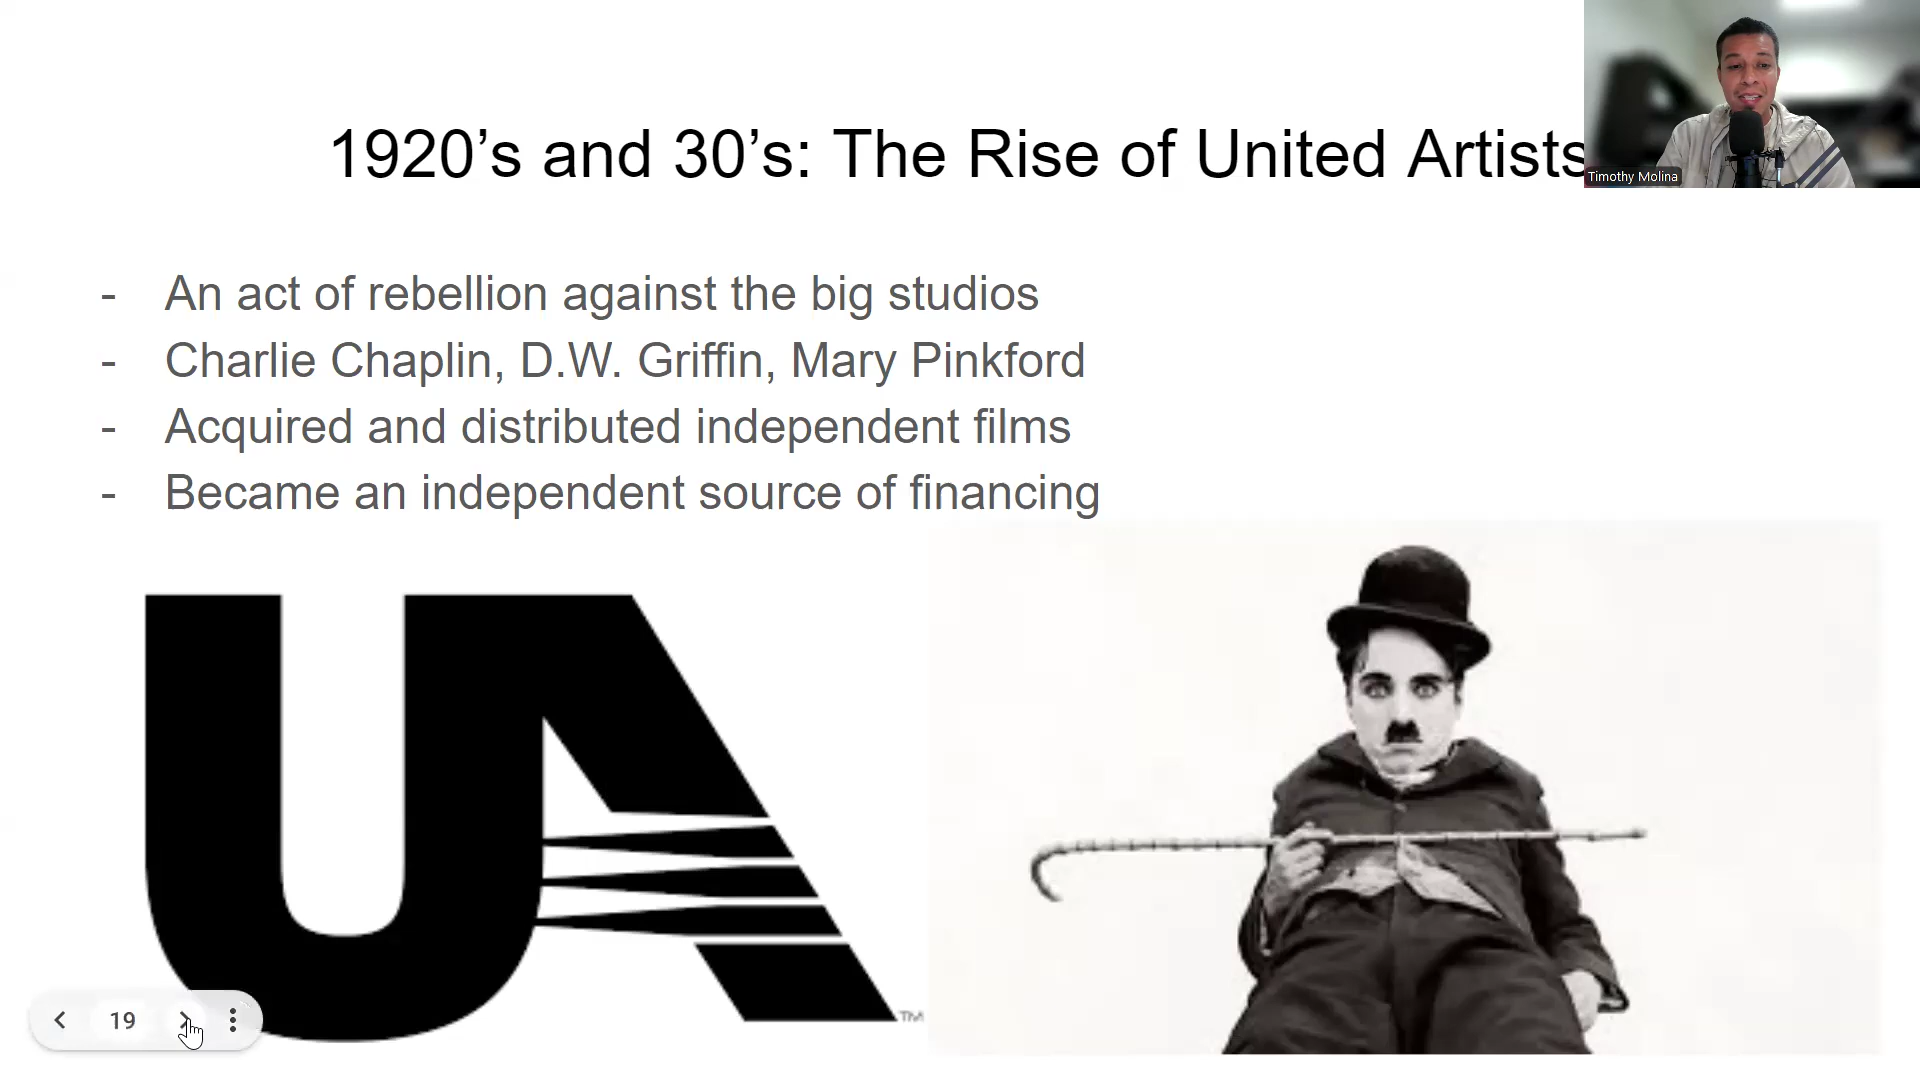 1920’s and 30’s: The Rise of United Artists
Timothy Molina
- An act of rebellion against the big studios
- Charlie Chaplin, D.W. Griffin, Mary Pinkford
- Acquired and distributed independent films
- Became an independent source of financing
UA
TM
19